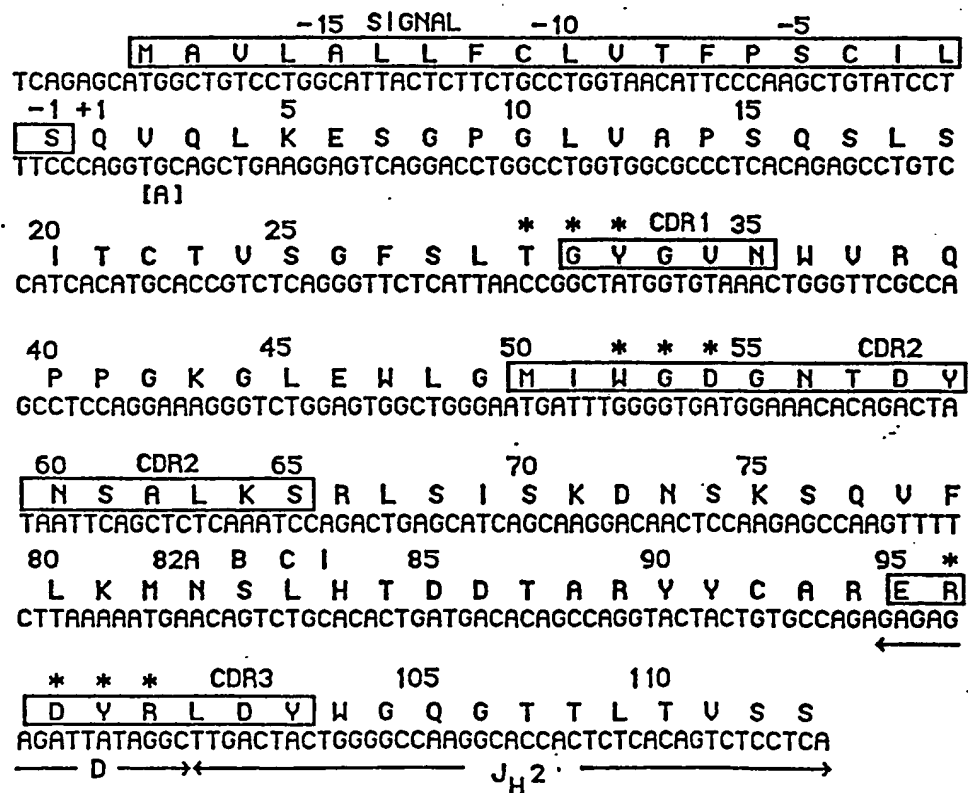 -15 SIGNAL -10 -5
M A V L A L L F C L V T F P S C I L
TCAGAGCATGGCTGTCCTGGCATTACTCTTCTGCCTGGTAACATTCCCAAGCTGTATCCT
-1 +1 5 10 15
S Q V Q L K E S G P G L V A P S Q S L S
TTCCCAGGTGCAGCTGAAGGAGTCAGGACCTGGCCTGGTGGCGCCCTCACAGAGCCTGTC
[A]
20 25 * * * CDR1 35
I T C T V S G F S L T G Y G V N W V R Q
CATCACATGCACCGTCTCAGGGTTCTCATTAACCGGCTATGGTGTAAACTGGGTTCGCCA
40 45 50 * * * 55 CDR2
P P G K G L E W L G M I W G D G N T D Y
GCCTCCAGGAAAGGGTCTGGAGTGGCTGGGAATGATTTGGGGTGATGGAAACACAGACTA
60 CDR2 65 70 75
N S A L K S R L S I S K D N S K S Q V F
TAATTCAGCTCTCAAATCCAGACTGAGCATCAGCAAGGACAACTCCAAGAGCCAAGTTTT
80 82A B C I 85 90 95 *
L K M N S L H T D D T A R Y Y C A R E R
CTTAAAAATGAACAGTCTGCACACTGATGACACAGCCAGGTACTACTGTGCCAGAGAGAG
* * * CDR3 105 110
D Y R L D Y W G Q G T T L T V S S
AGATTATAGGCTTGACTACTGGGGCCAAGGCACCACTCTCACAGTCTCCTCA
D JH2